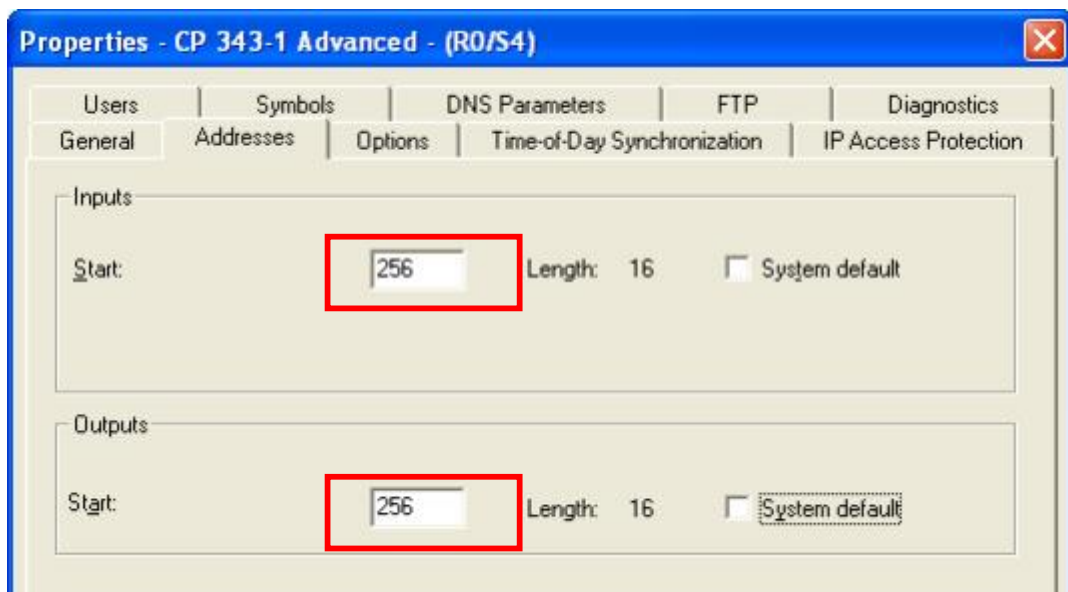 Properties - CP 343-1 Advanced - (R0/S4)
Users Symbols DNS Parameters FTP Diagnostics
General Addresses Options Time-of-Day Synchronization IP Access Protection
Inputs
Start: 256 Length: 16 System default
Outputs
Start: 256 Length: 16 System default